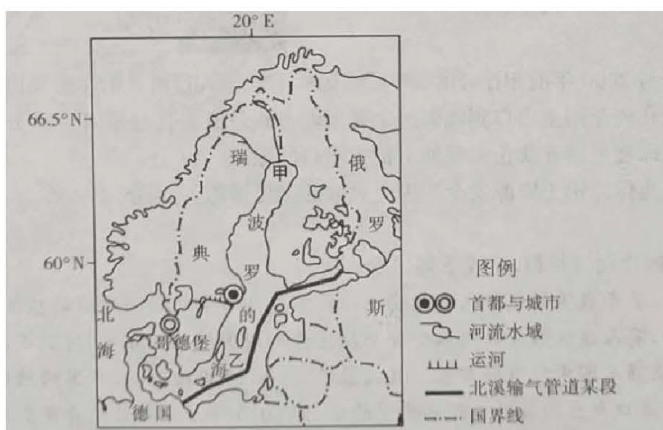 20° E
66.5°N
瑞
甲
俄
波
罗
60°N
典
罗
图例
的
斯
首都与城市
北
海
哥德堡
河流水域
乙
海
运河
德国
北溪输气管道某段
国界线